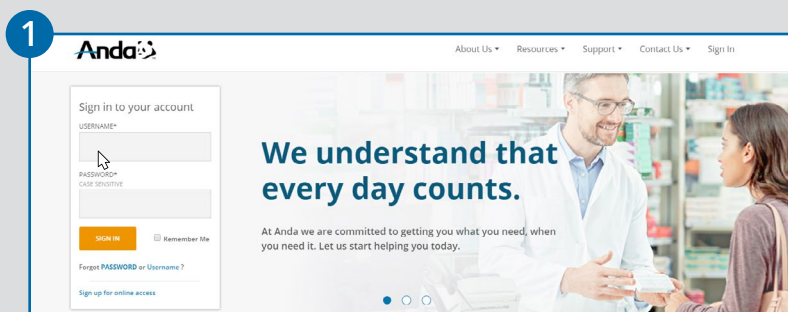 1
Anda
About Us ▾ Resources ▾ Support ▾ Contact Us ▾ Sign In
Sign in to your account
USERNAME*
PASSWORD*
CASE SENSITIVE
SIGN IN Remember Me
Forgot PASSWORD or Username ?
Sign up for online access
We understand that
every day counts.
At Anda we are committed to getting you what you need, when
you need it. Let us start helping you today.